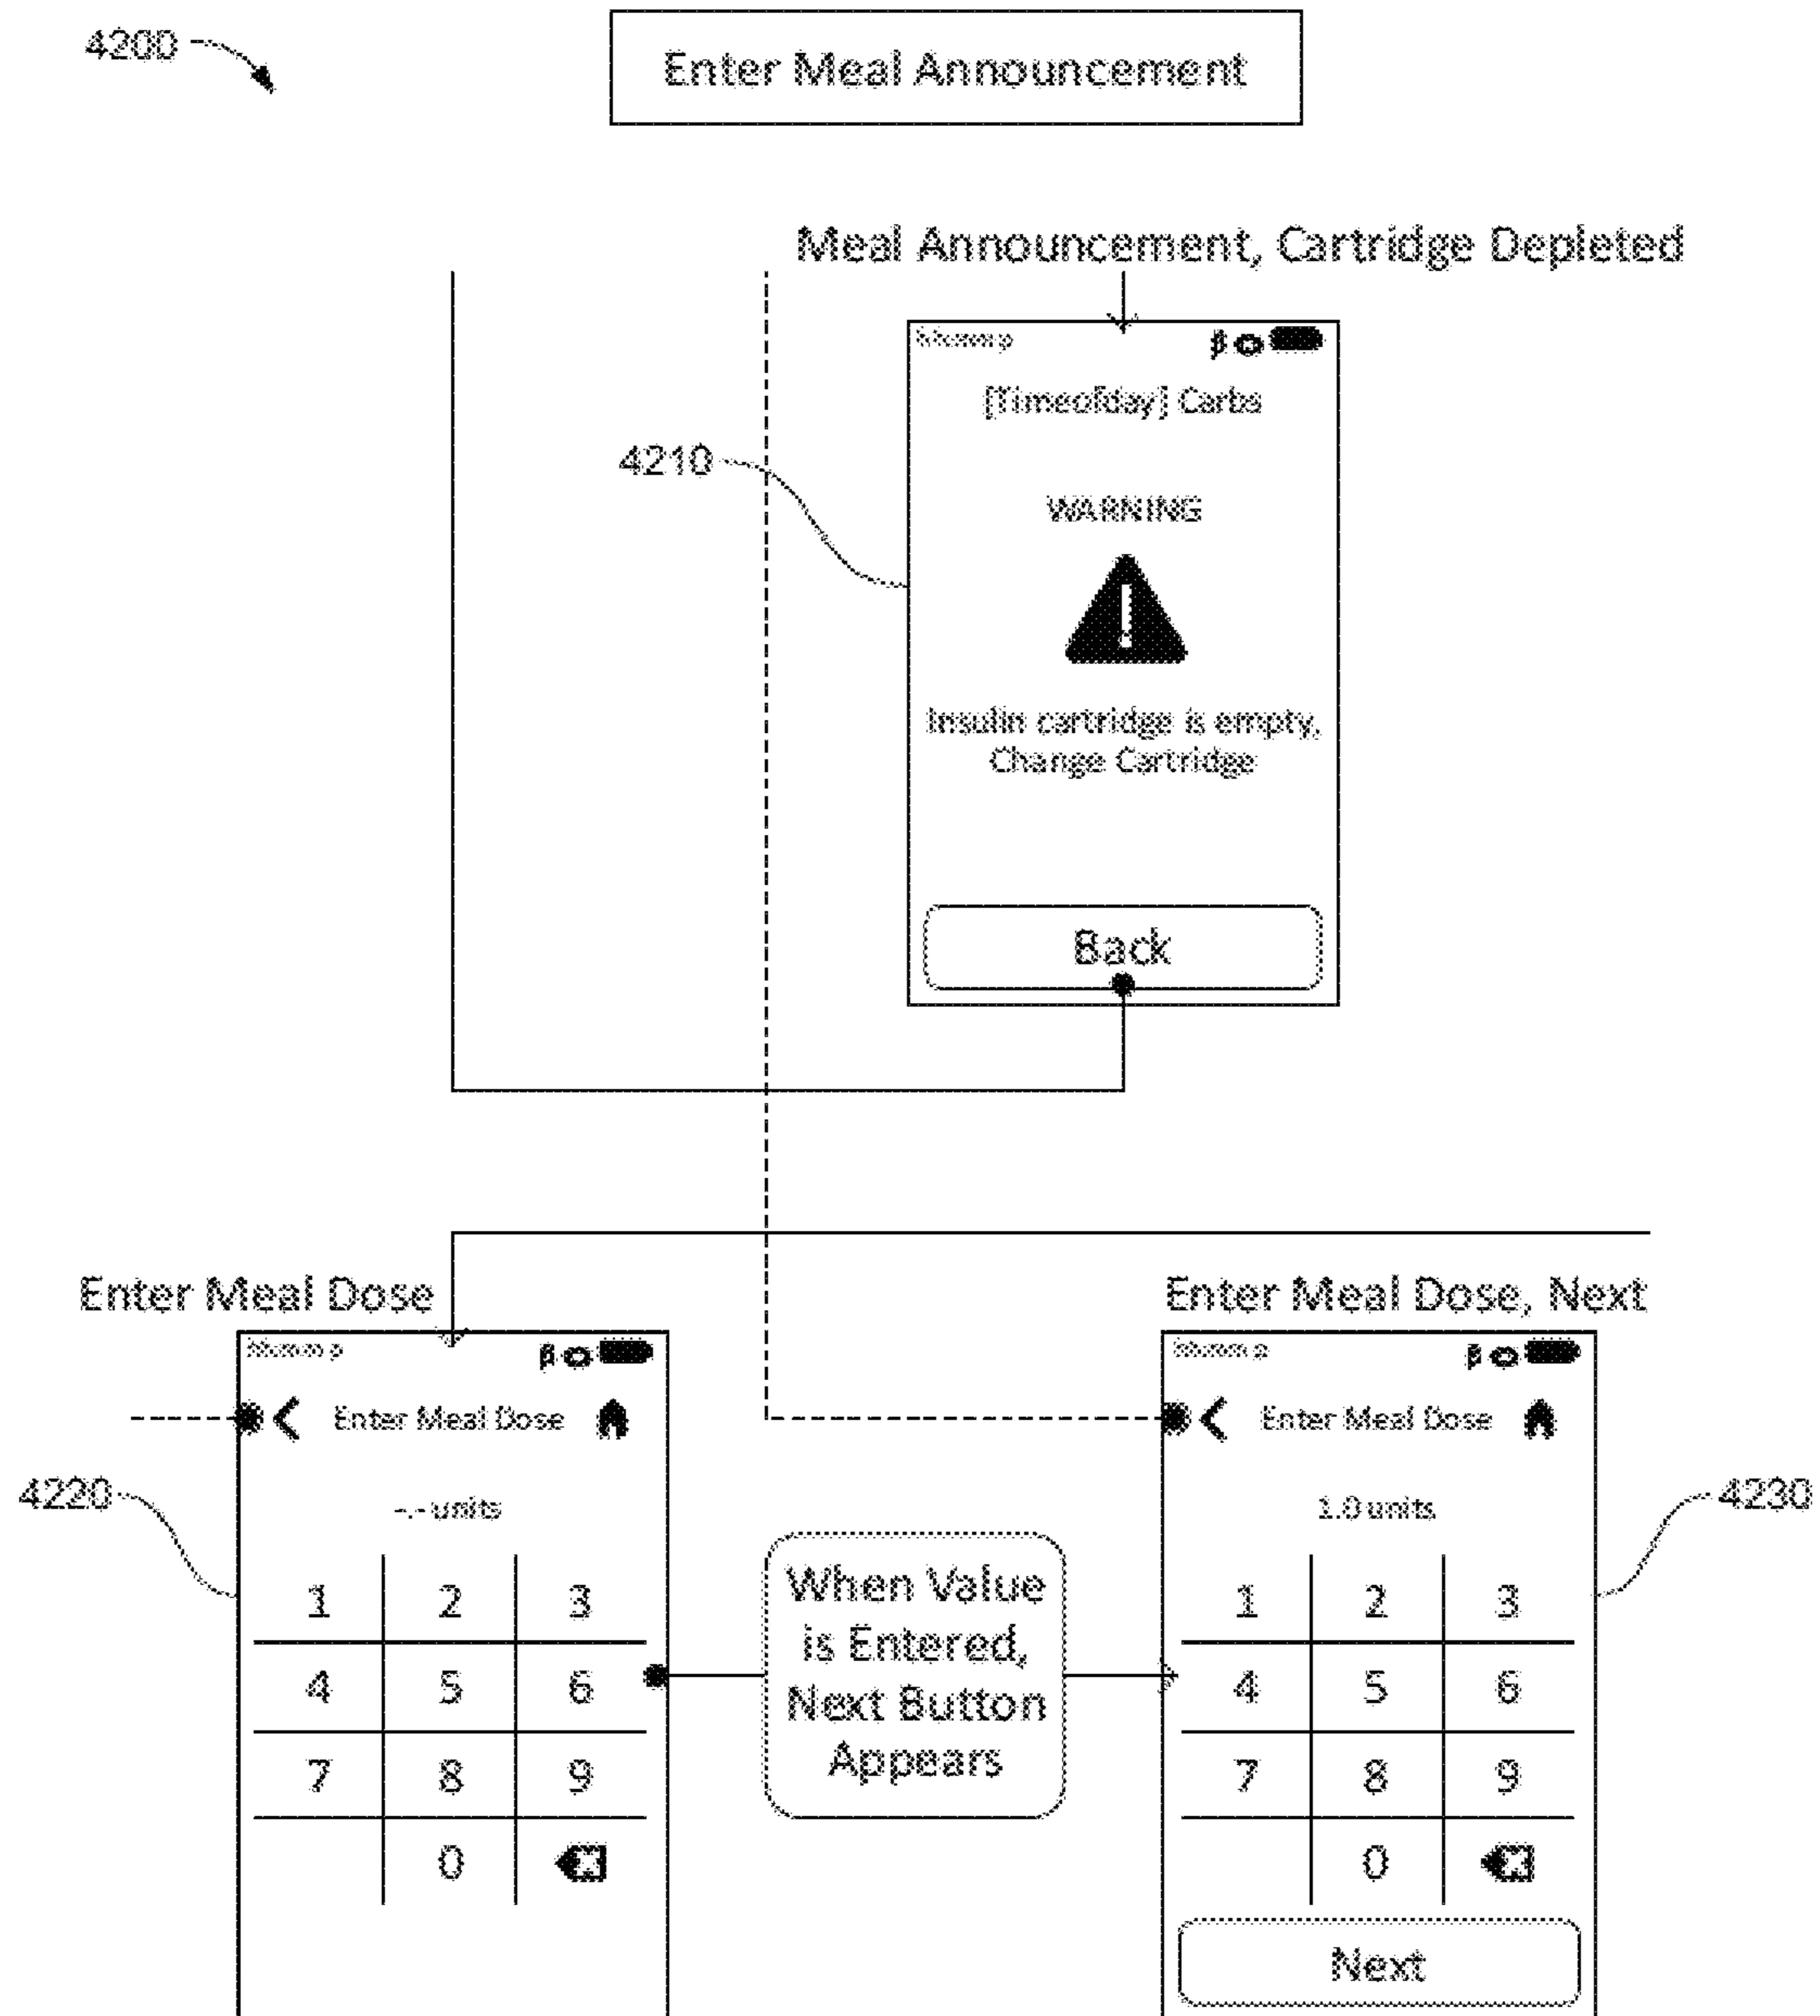 4200
Enter Meal Announcement
Meal Announcement, Cartridge Depleted
β
[Timeofday] Carbs
4210
WARNING
Insulin cartridge is empty,
Change Cartridge
Back
Enter Meal Dose
β
Enter Meal Dose
4220
-.- units
1 2 3
4 5 6
7 8 9
0
When Value
is Entered,
Next Button
Appears
Enter Meal Dose, Next
β
Enter Meal Dose
4230
1.0 units
1 2 3
4 5 6
7 8 9
0
Next